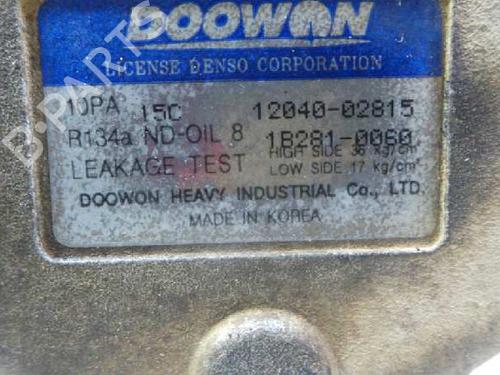 DOOWON
LICENSE DENSO CORPORATION
10PA 15C 12040-02815
R134a ND-OIL 8 1B281-0060
LEAKAGE TEST HIGH SIDE 36 kg/cm²
LOW SIDE 17 kg/cm²
DOOWON HEAVY INDUSTRIAL Co., LTD.
MADE IN KOREA
B-PARTS